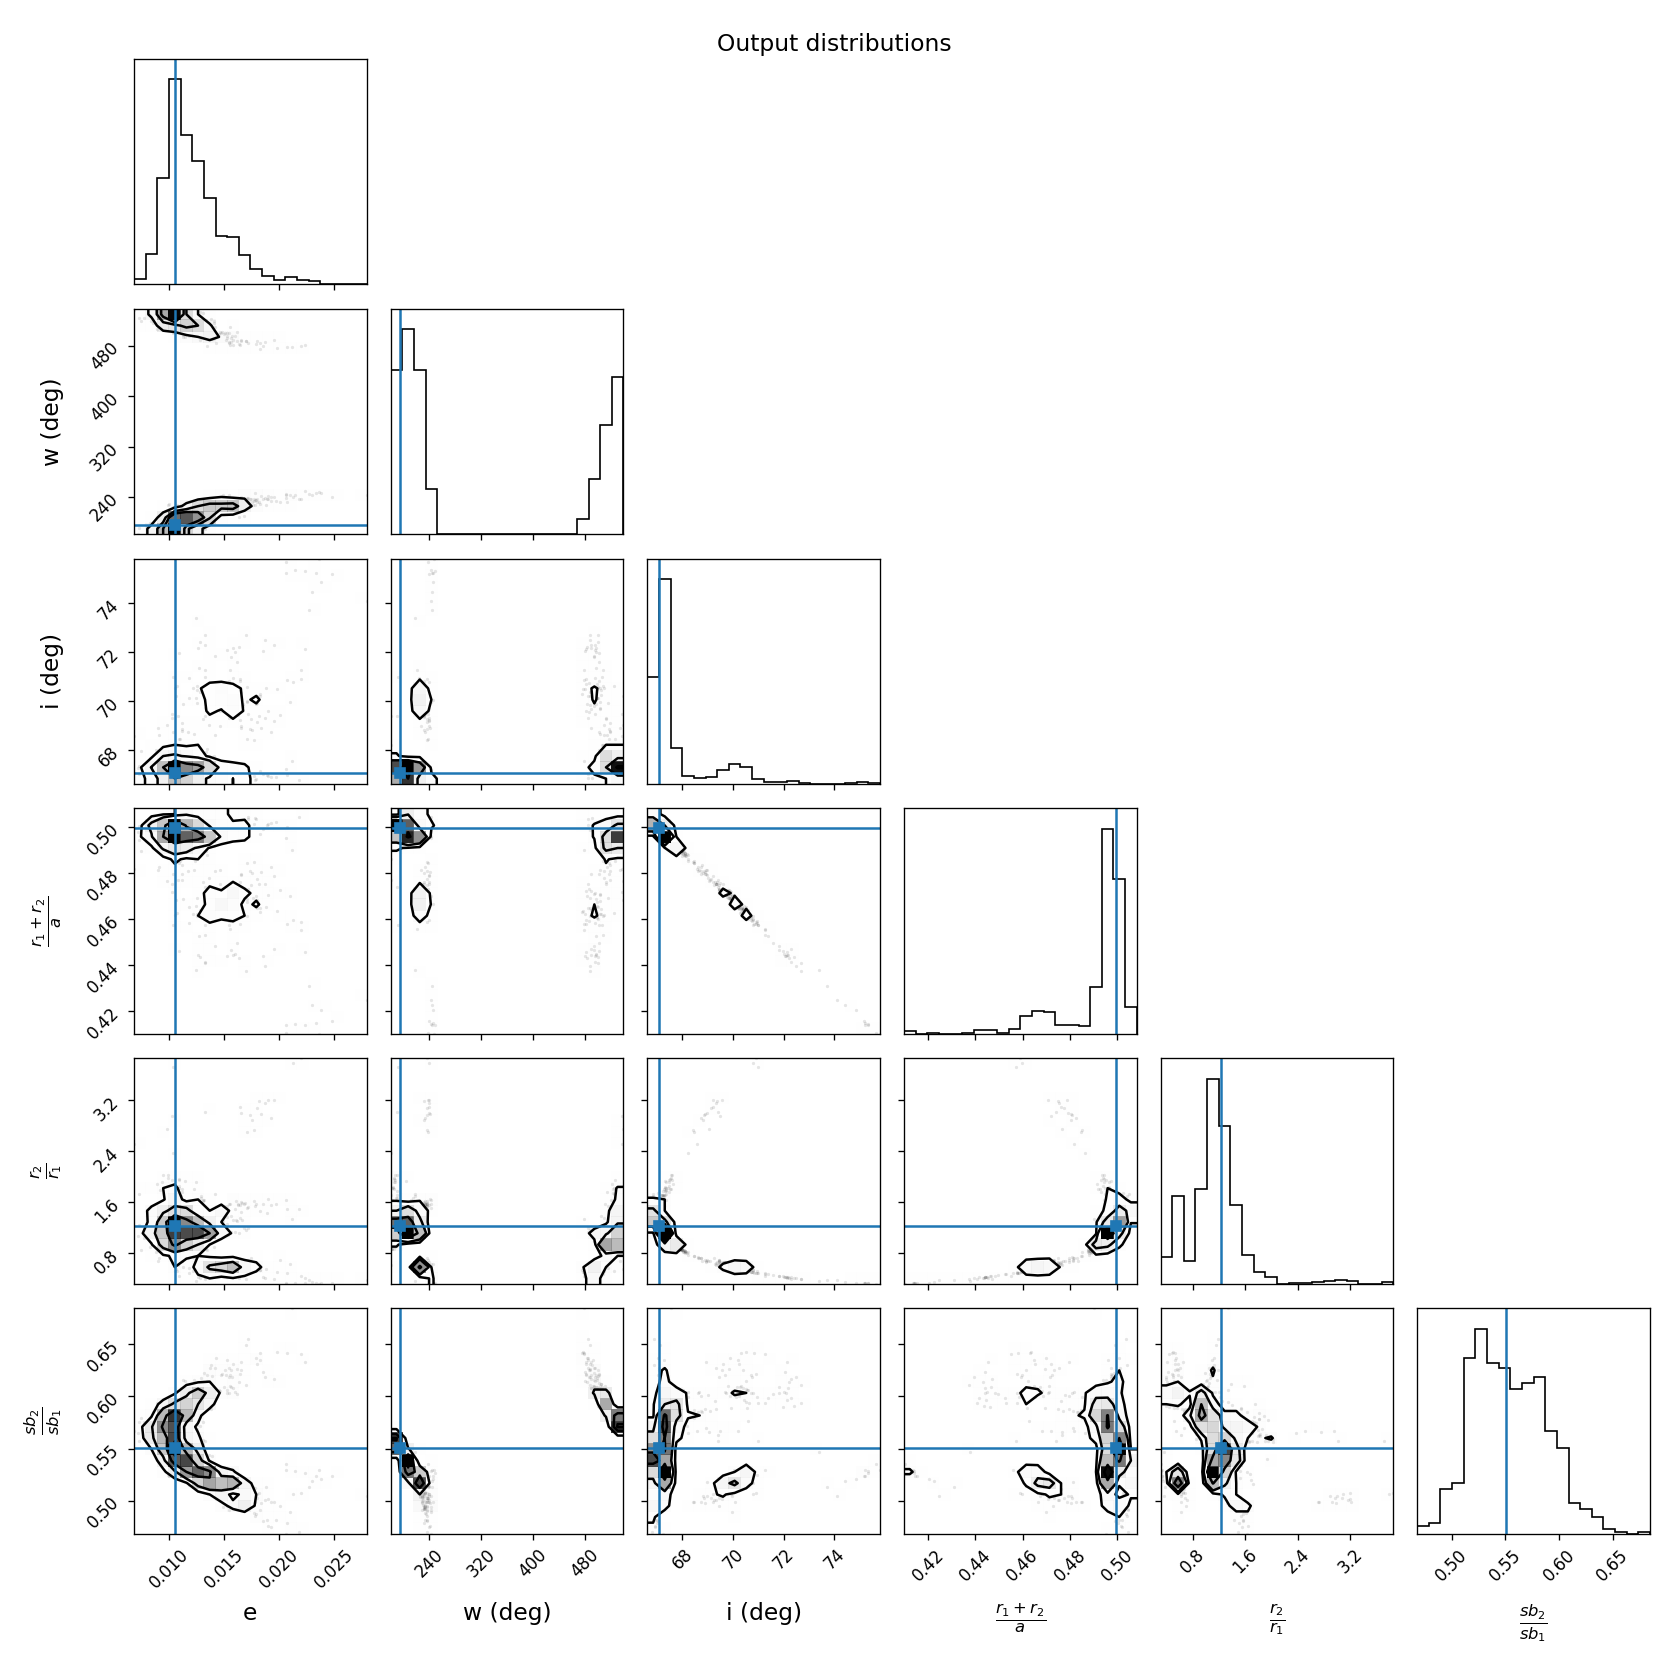 Output distributions
w (deg)
480
400
320
240
i (deg)
74
72
70
68
r₁ + r₂
a
0.50
0.48
0.46
0.44
0.42
r₂
r₁
3.2
2.4
1.6
0.8
sb₂
sb₁
0.65
0.60
0.55
0.50
0.010 0.015 0.020 0.025 240 320 400 480 68 70 72 74 0.42 0.44 0.46 0.48 0.50 0.8 1.6 2.4 3.2 0.50 0.55 0.60 0.65
e w (deg) i (deg) r₁ + r₂ r₂ sb₂
a r₁ sb₁